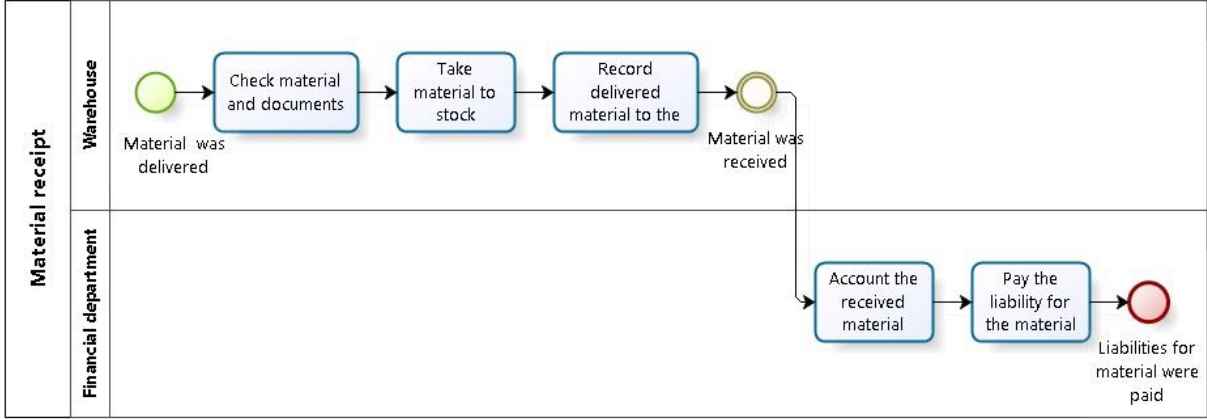 Material receipt
Warehouse
Material was
delivered
Check material
and documents
Take
material to
stock
Record
delivered
material to the
Material was
received
Financial department
Account the
received
material
Pay the
liability for
the material
Liabilities for
material were
paid